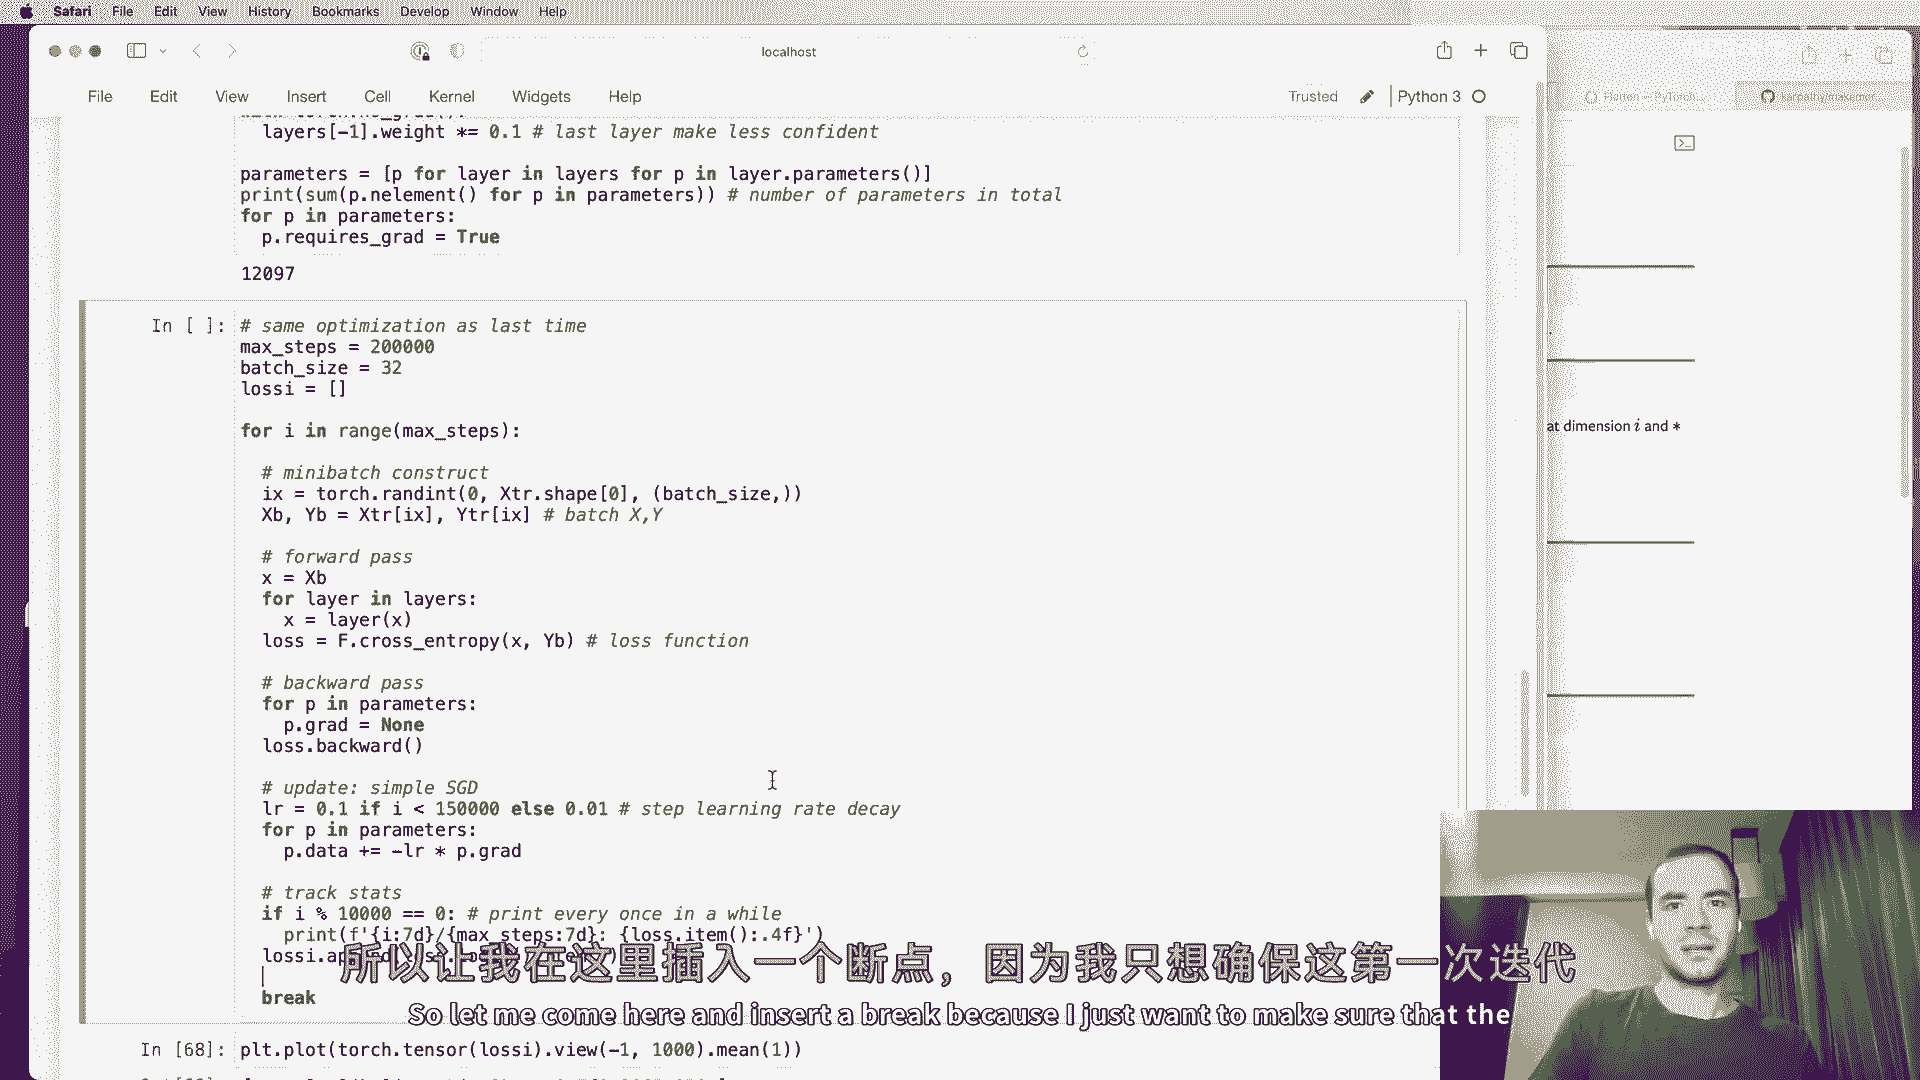 Safari File Edit View History Bookmarks Develop Window Help
localhost
File Edit View Insert Cell Kernel Widgets Help
Trusted Python 3
Flatten — PyTorch...
karpathy/makemor...
layers[-1].weight *= 0.1 # last layer make less confident
parameters = [p for layer in layers for p in layer.parameters()]
print(sum(p.nelement() for p in parameters)) # number of parameters in total
for p in parameters:
p.requires_grad = True
12097
In [ ]: # same optimization as last time
max_steps = 200000
batch_size = 32
lossi = []
for i in range(max_steps):
# minibatch construct
ix = torch.randint(0, Xtr.shape[0], (batch_size,))
Xb, Yb = Xtr[ix], Ytr[ix] # batch X,Y
# forward pass
x = Xb
for layer in layers:
x = layer(x)
loss = F.cross_entropy(x, Yb) # loss function
# backward pass
for p in parameters:
p.grad = None
loss.backward()
# update: simple SGD
lr = 0.1 if i < 150000 else 0.01 # step learning rate decay
for p in parameters:
p.data += -lr * p.grad
# track stats
if i % 10000 == 0: # print every once in a while
print(f'{i:7d}/{max_steps:7d}: {loss.item():.4f}')
break
at dimension i and *
所以让我在这里插入一个断点，因为我只想确保这第一次迭代
So let me come here and insert a break because I just want to make sure that the
In [68]: plt.plot(torch.tensor(lossi).view(-1, 1000).mean(1))